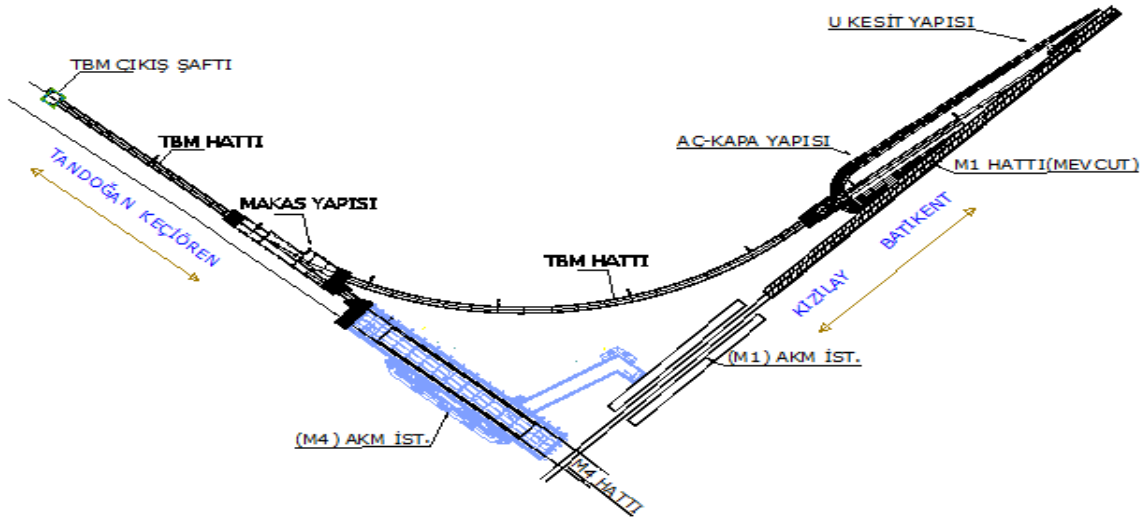 U KESİT YAPISI
TBM ÇIKIŞ ŞAFTI
TBM HATTI
AÇ-KAPA YAPISI
M1 HATTI(MEVCUT)
TANDOĞAN KEÇİÖREN
MAKAS YAPISI
BATIKENT
TBM HATTI
KIZILAY
(M1) AKM İST.
(M4) AKM İST.
M4 HATTI